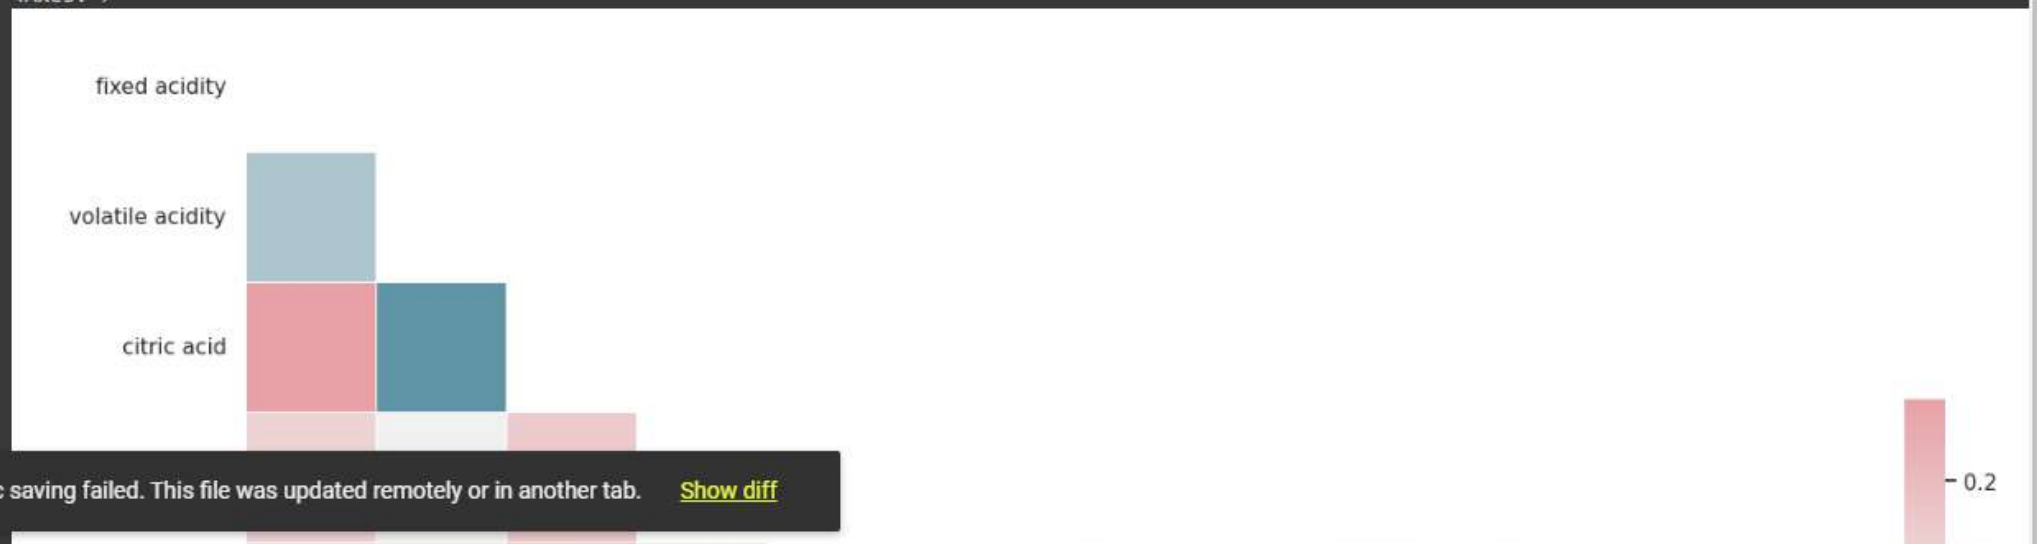 fixed acidity
volatile acidity
citric acid
0.2
saving failed. This file was updated remotely or in another tab. Show diff